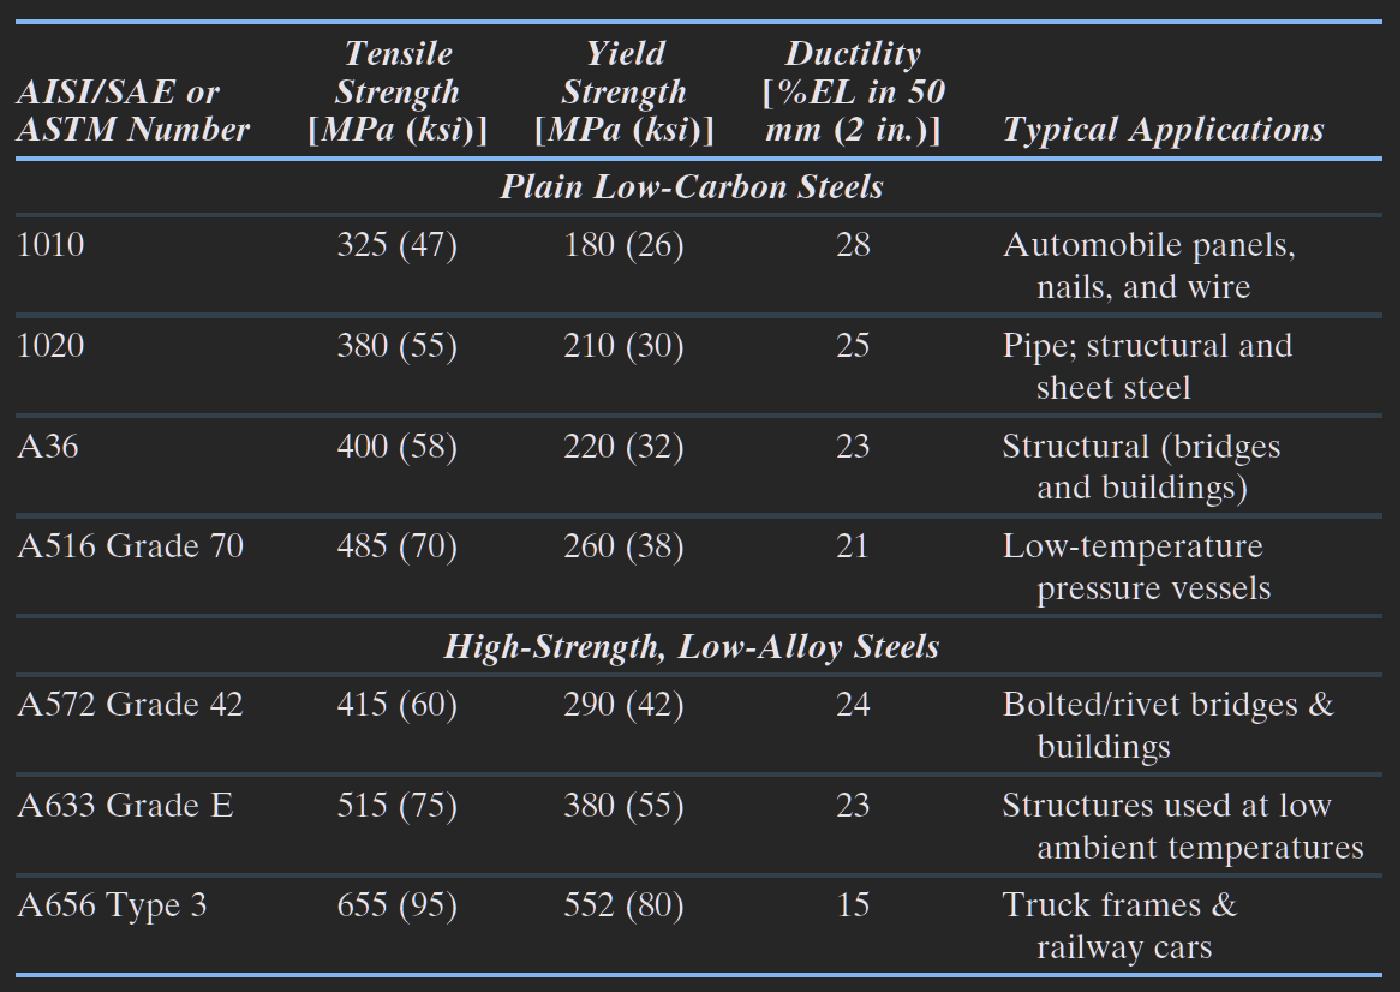 AISI/SAE or ASTM Number
Tensile Strength [MPa (ksi)]
Yield Strength [MPa (ksi)]
Ductility [%EL in 50 mm (2 in.)]
Typical Applications
Plain Low-Carbon Steels
1010 325 (47) 180 (26) 28 Automobile panels,
nails, and wire
1020 380 (55) 210 (30) 25 Pipe; structural and
sheet steel
A36 400 (58) 220 (32) 23 Structural (bridges
and buildings)
A516 Grade 70 485 (70) 260 (38) 21 Low-temperature
pressure vessels
High-Strength, Low-Alloy Steels
A572 Grade 42 415 (60) 290 (42) 24 Bolted/rivet bridges &
buildings
A633 Grade E 515 (75) 380 (55) 23 Structures used at low
ambient temperatures
A656 Type 3 655 (95) 552 (80) 15 Truck frames &
railway cars